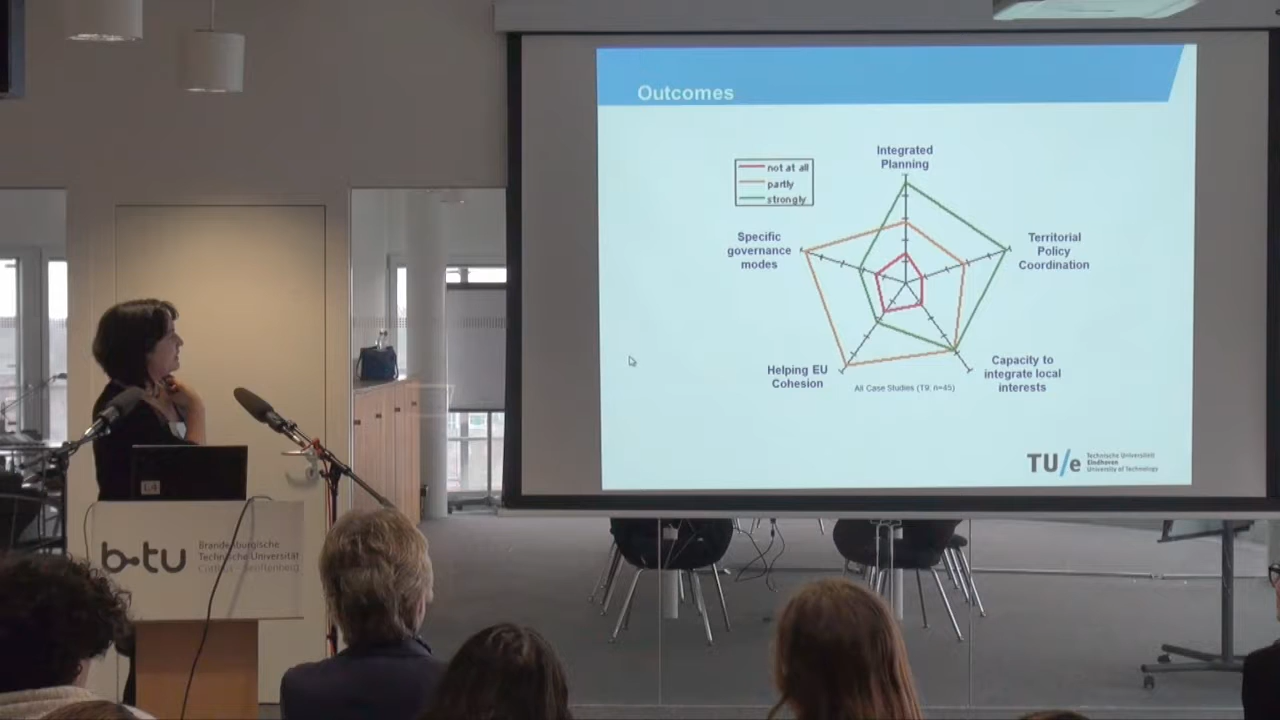 Outcomes
Integrated
Planning
not at all
partly
strongly
Specific
governance
modes
Territorial
Policy
Coordination
Helping EU
Cohesion
Capacity to
integrate local
interests
All Case Studies (T9; n=45)
TU/e
Technische Universiteit
Eindhoven
University of Technology
b-tu
Brandenburgische
Technische Universität
Cottbus - Senftenberg